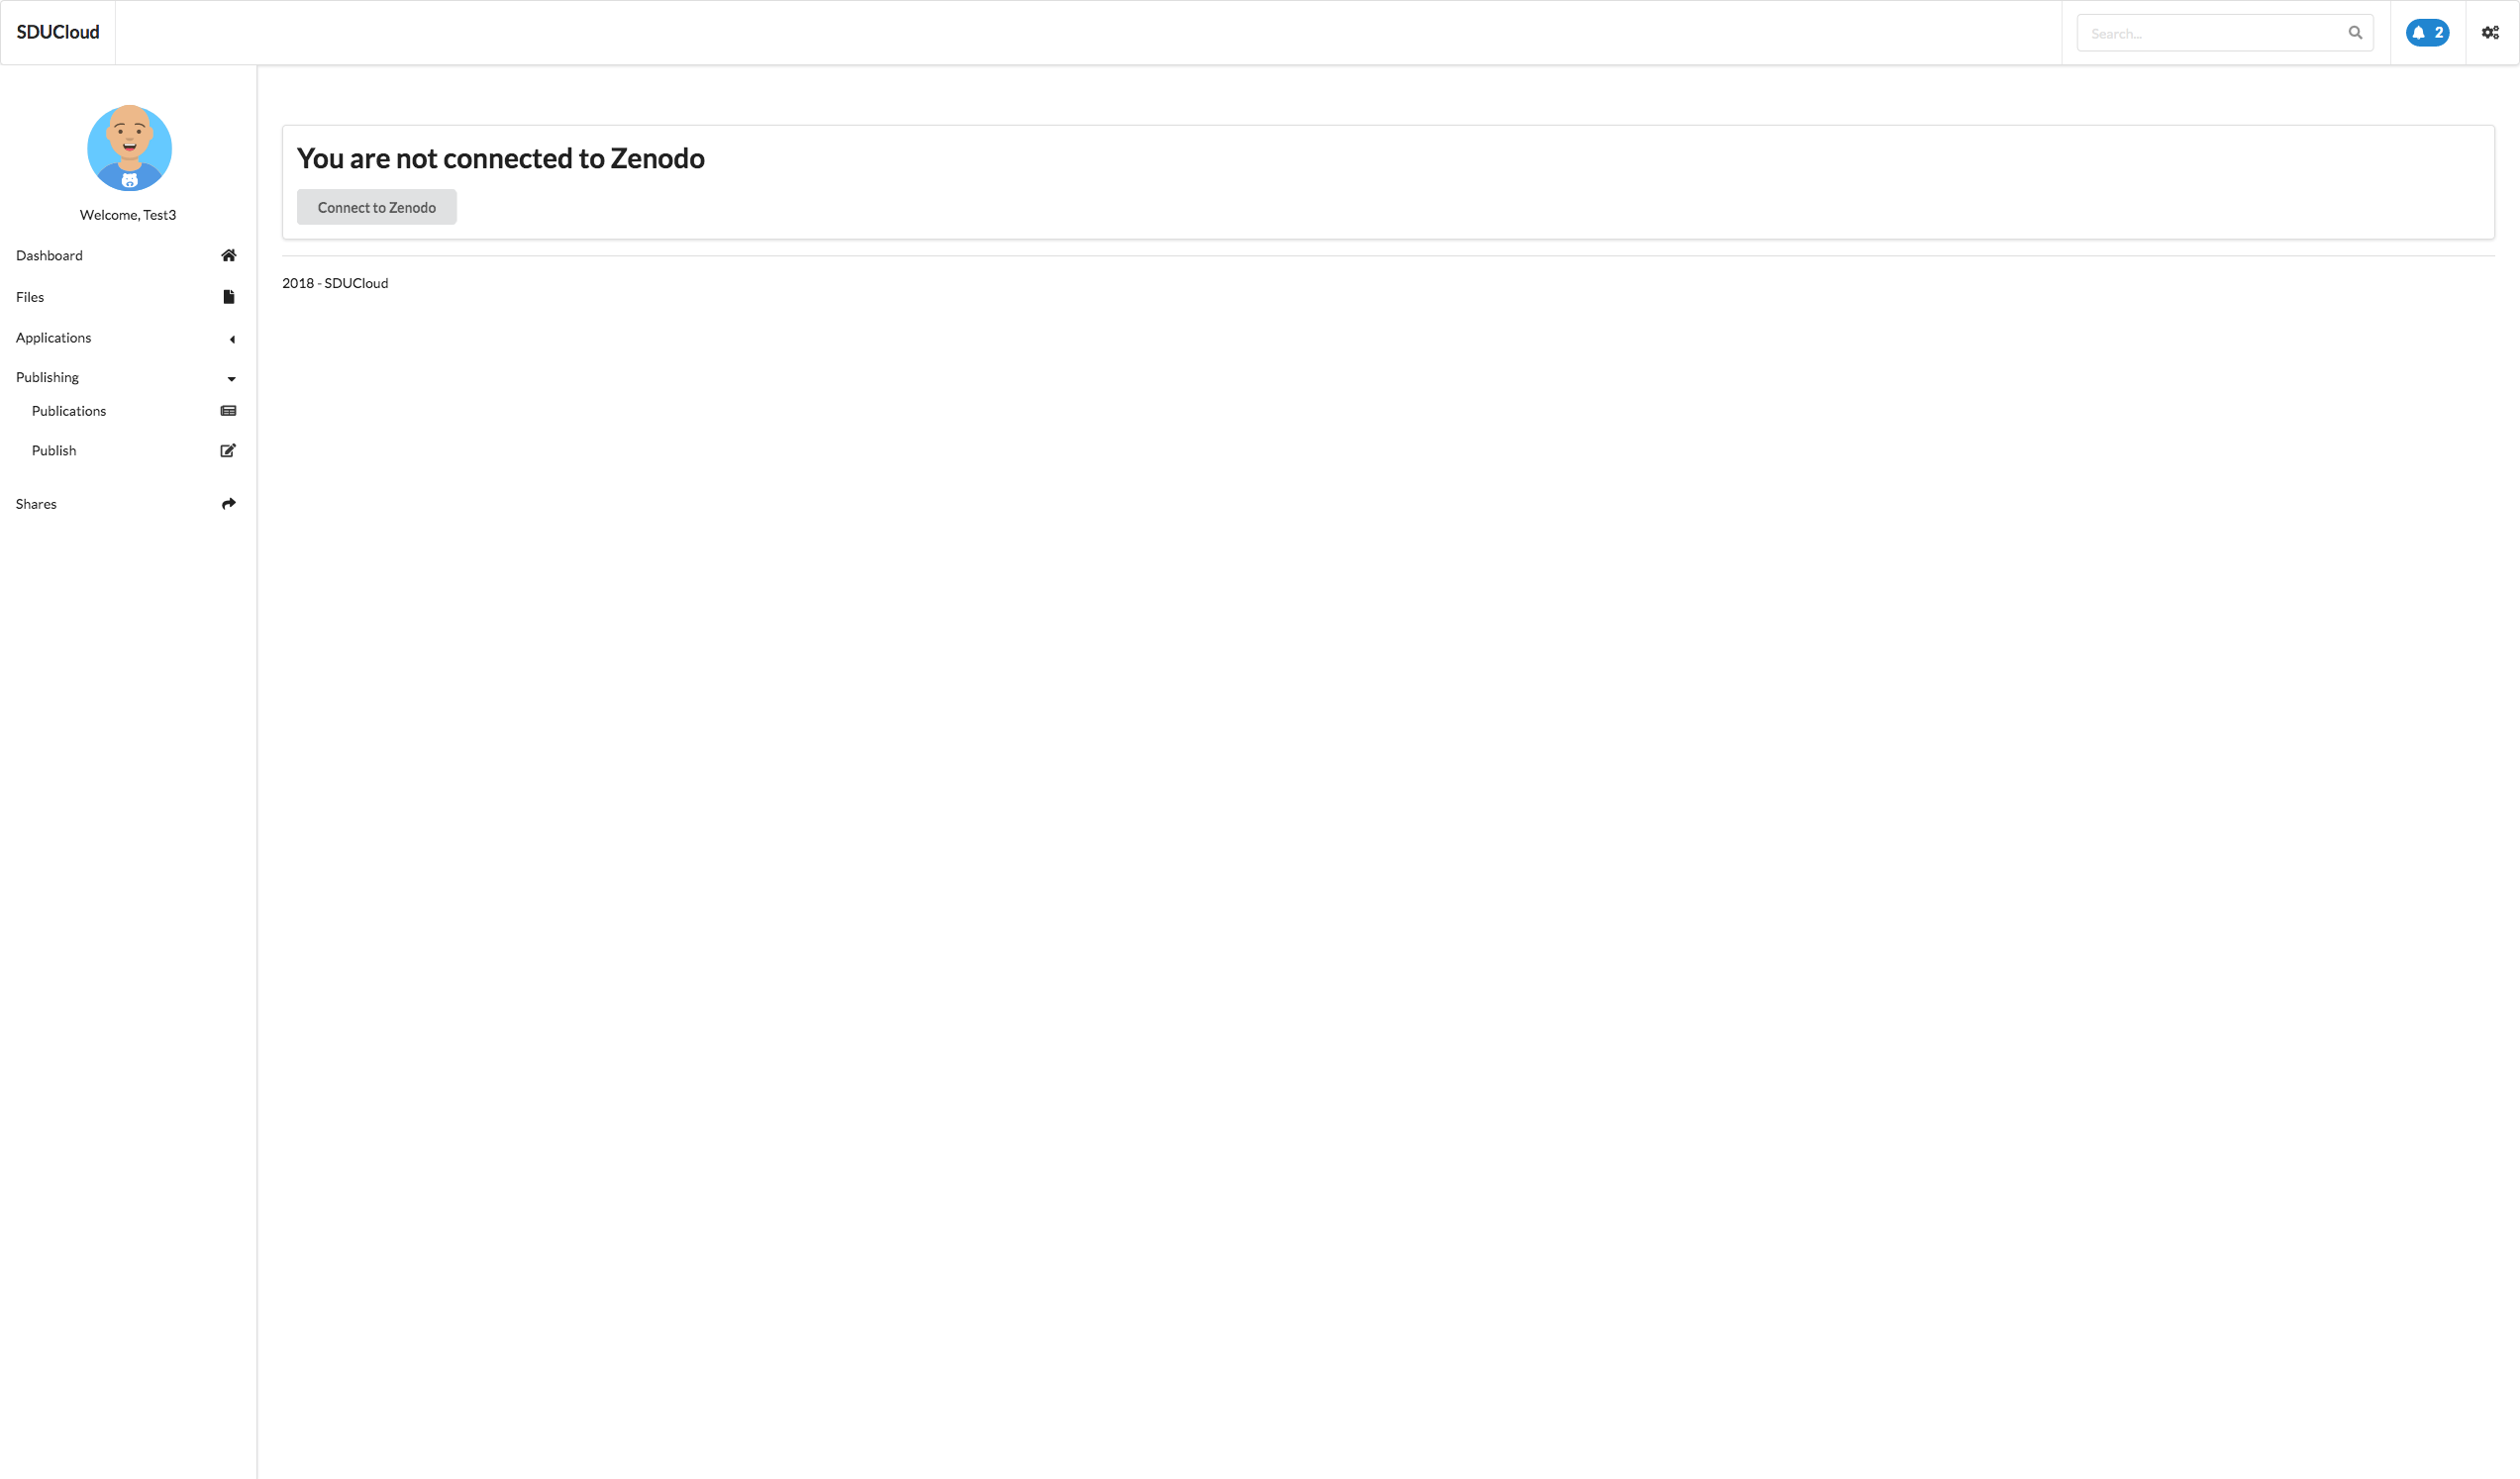 SDUCloud
Search...
2
Welcome, Test3
Dashboard
Files
Applications
Publishing
Publications
Publish
Shares
You are not connected to Zenodo
Connect to Zenodo
2018 - SDUCloud